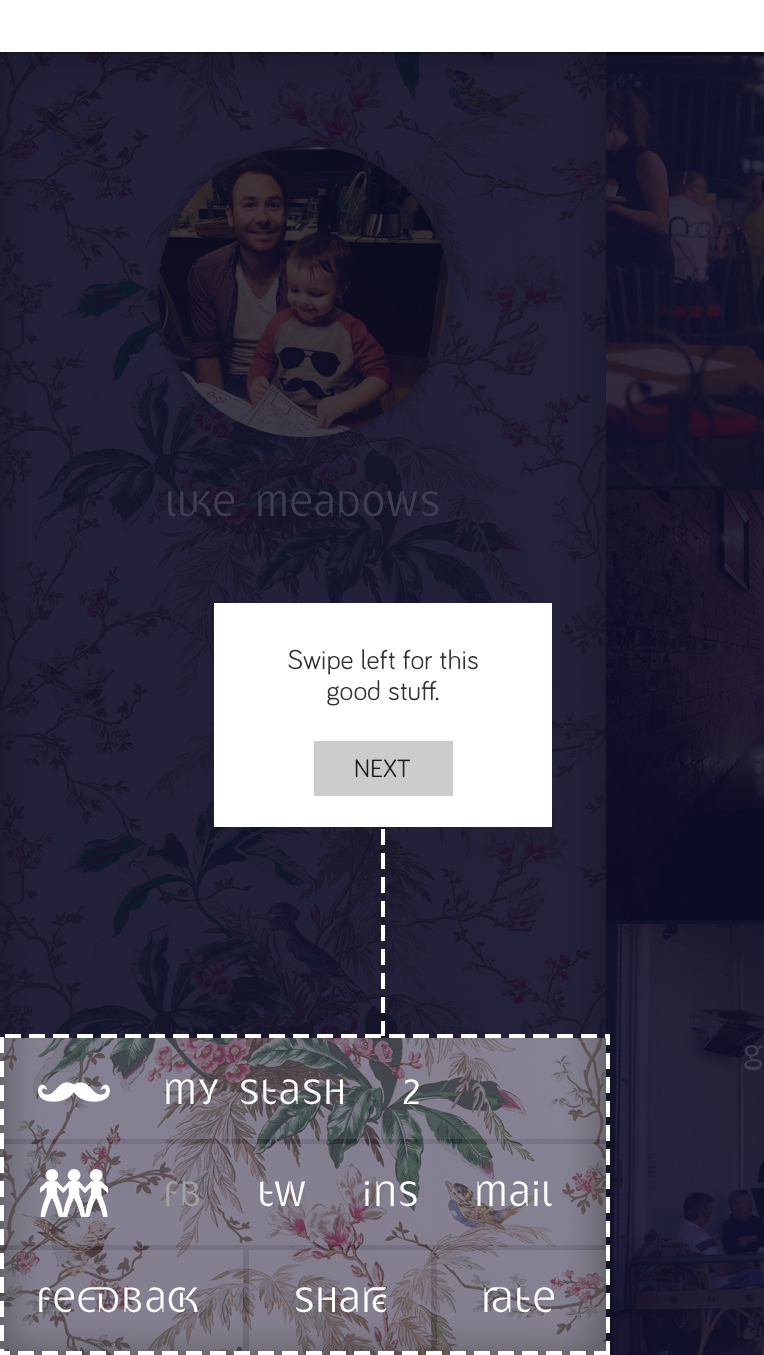 luke meadows
Swipe left for this
good stuff.
NEXT
my stash 2
FB tw ins mail
feedback share rate
g